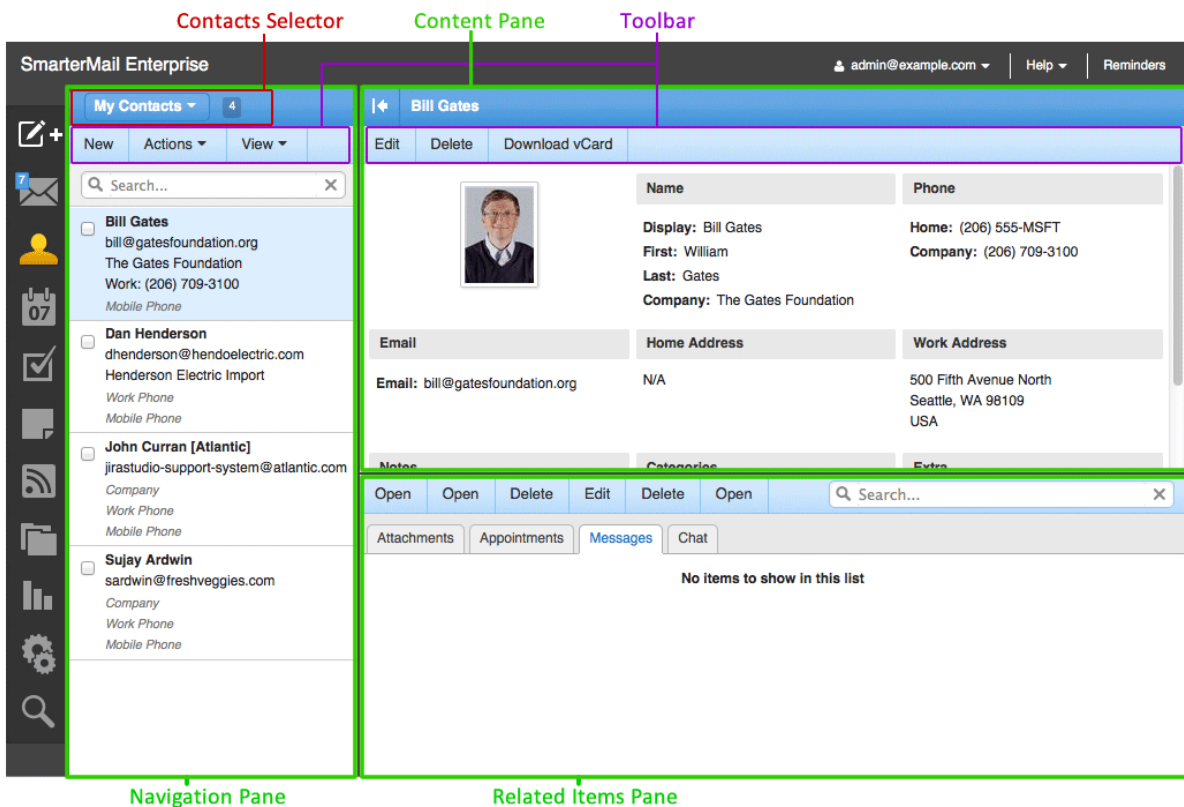 Contacts Selector
Content Pane
Toolbar
SmarterMail Enterprise
admin@example.com
Help
Reminders
My Contacts
4
Bill Gates
New
Actions
View
Edit
Delete
Download vCard
7
07
Search...
Bill Gates
bill@gatesfoundation.org
The Gates Foundation
Work: (206) 709-3100
Mobile Phone
Dan Henderson
dhenderson@hendoelectric.com
Henderson Electric Import
Work Phone
Mobile Phone
John Curran [Atlantic]
jirastudio-support-system@atlantic.com
Company
Work Phone
Mobile Phone
Sujay Ardwin
sardwin@freshveggies.com
Company
Work Phone
Mobile Phone
Name
Display: Bill Gates
First: William
Last: Gates
Company: The Gates Foundation
Phone
Home: (206) 555-MSFT
Company: (206) 709-3100
Email
Email: bill@gatesfoundation.org
Home Address
N/A
Work Address
500 Fifth Avenue North
Seattle, WA 98109
USA
Notes
Categories
Extra
Open
Open
Delete
Edit
Delete
Open
Search...
Attachments
Appointments
Messages
Chat
No items to show in this list
Navigation Pane
Related Items Pane